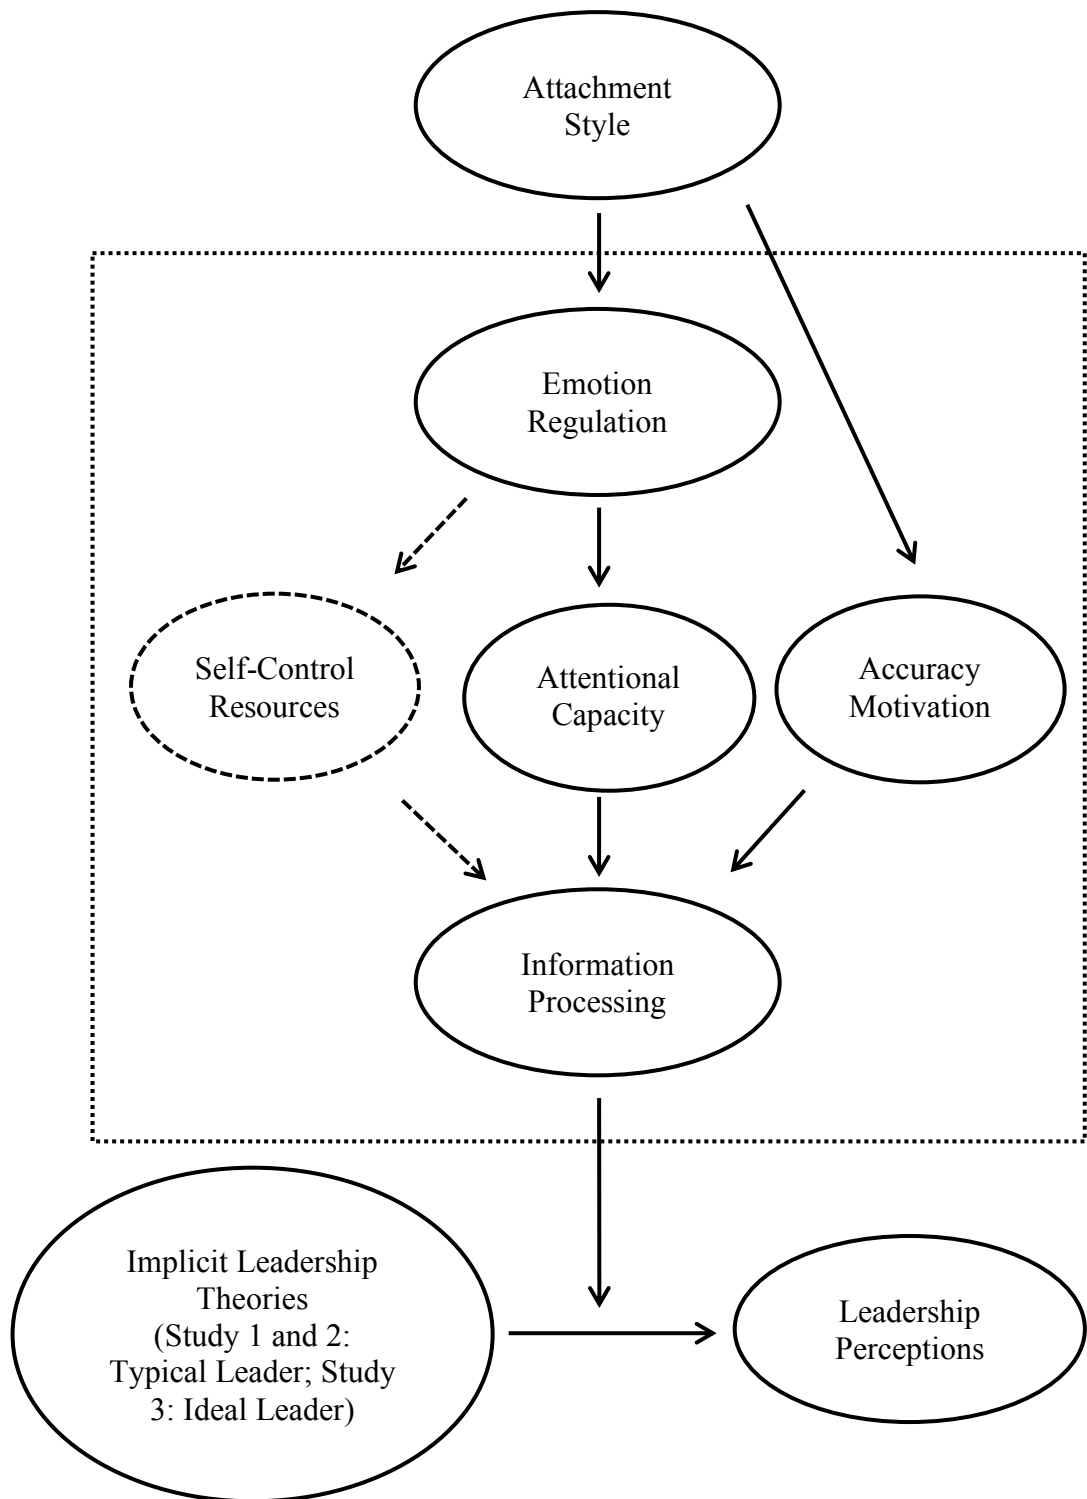 Attachment
Style
Emotion
Regulation
Self-Control
Resources
Attentional
Capacity
Accuracy
Motivation
Information
Processing
Implicit Leadership
Theories
(Study 1 and 2:
Typical Leader; Study
3: Ideal Leader)
Leadership
Perceptions